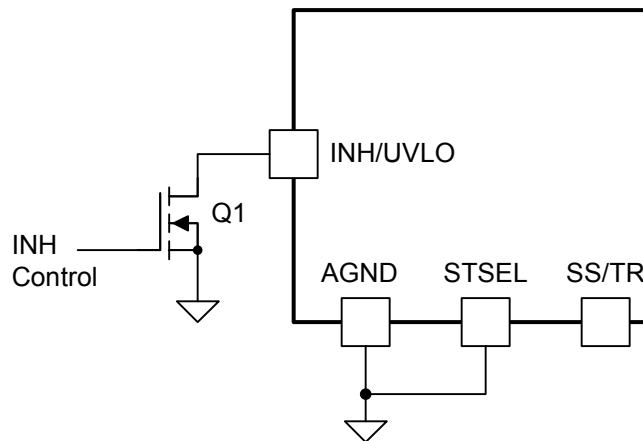 INH/UVLO
Q1
INH
Control
AGND STSEL SS/TR